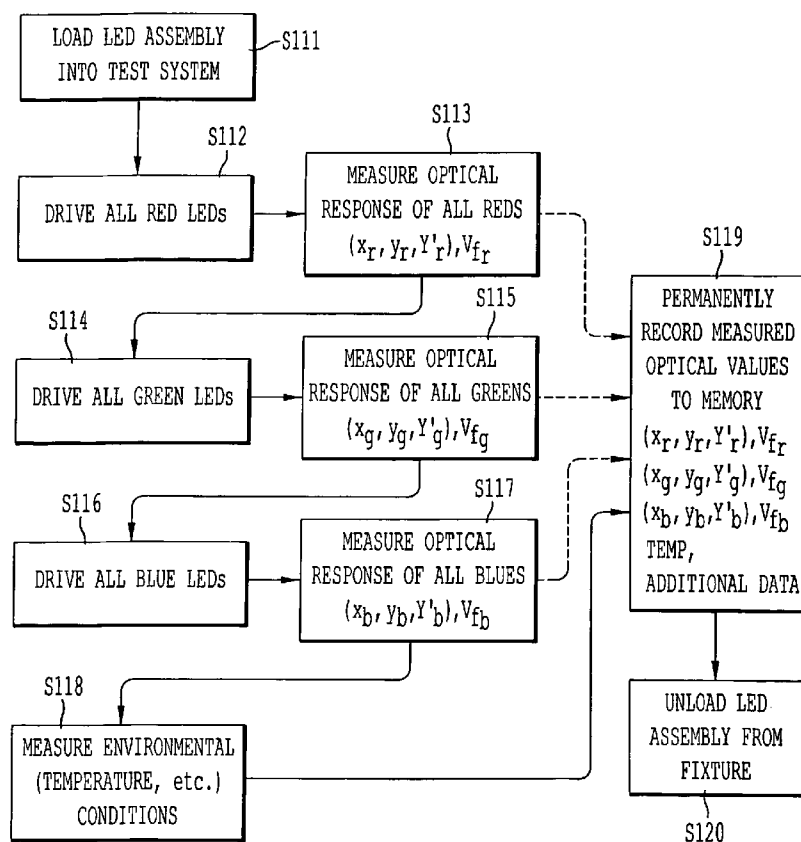 S111
LOAD LED ASSEMBLY
INTO TEST SYSTEM
S112
DRIVE ALL RED LEDs
S113
MEASURE OPTICAL
RESPONSE OF ALL REDS
(xr, yr, Y'r), Vfr
S114
DRIVE ALL GREEN LEDs
S115
MEASURE OPTICAL
RESPONSE OF ALL GREENS
(xg, yg, Y'g), Vfg
S116
DRIVE ALL BLUE LEDs
S117
MEASURE OPTICAL
RESPONSE OF ALL BLUES
(xb, yb, Y'b), Vfb
S118
MEASURE ENVIRONMENTAL
(TEMPERATURE, etc.)
CONDITIONS
S119
PERMANENTLY
RECORD MEASURED
OPTICAL VALUES
TO MEMORY
(xr, yr, Y'r), Vfr
(xg, yg, Y'g), Vfg
(xb, yb, Y'b), Vfb
TEMP,
ADDITIONAL DATA
UNLOAD LED
ASSEMBLY FROM
FIXTURE
S120